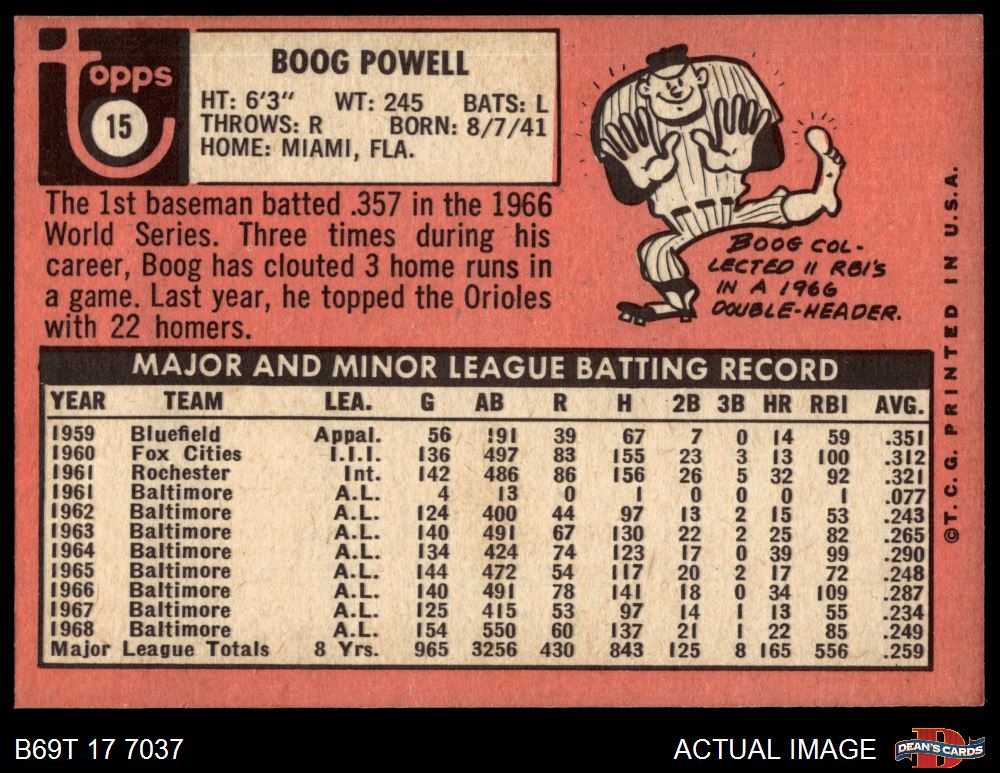 Topps
15
BOOG POWELL
HT: 6'3" WT: 245 BATS: L
THROWS: R BORN: 8/7/41
HOME: MIAMI, FLA.
The 1st baseman batted .357 in the 1966
World Series. Three times during his
career, Boog has clouted 3 home runs in
a game. Last year, he topped the Orioles
with 22 homers.
BOOG COL-
LECTED 11 RBI'S
IN A 1966
DOUBLE-HEADER.
MAJOR AND MINOR LEAGUE BATTING RECORD
YEAR TEAM LEA. G AB R H 2B 3B HR RBI AVG.
1959 Bluefield Appal. 56 191 39 67 7 0 14 59 .351
1960 Fox Cities I.I.I. 136 497 83 155 23 3 13 100 .312
1961 Rochester Int. 142 486 86 156 26 5 32 92 .321
1961 Baltimore A.L. 4 13 0 1 0 0 0 1 .077
1962 Baltimore A.L. 124 400 44 97 13 2 15 53 .243
1963 Baltimore A.L. 140 491 67 130 22 2 25 82 .265
1964 Baltimore A.L. 134 424 74 123 17 0 39 99 .290
1965 Baltimore A.L. 144 472 54 117 20 2 17 72 .248
1966 Baltimore A.L. 140 491 78 141 18 0 34 109 .287
1967 Baltimore A.L. 125 415 53 97 14 1 13 55 .234
1968 Baltimore A.L. 154 550 60 137 21 1 22 85 .249
Major League Totals 8 Yrs. 965 3256 430 843 125 8 165 556 .259
© T. C. G. PRINTED IN U.S.A.
B69T 17 7037
ACTUAL IMAGE
D
DEAN'S CARDS